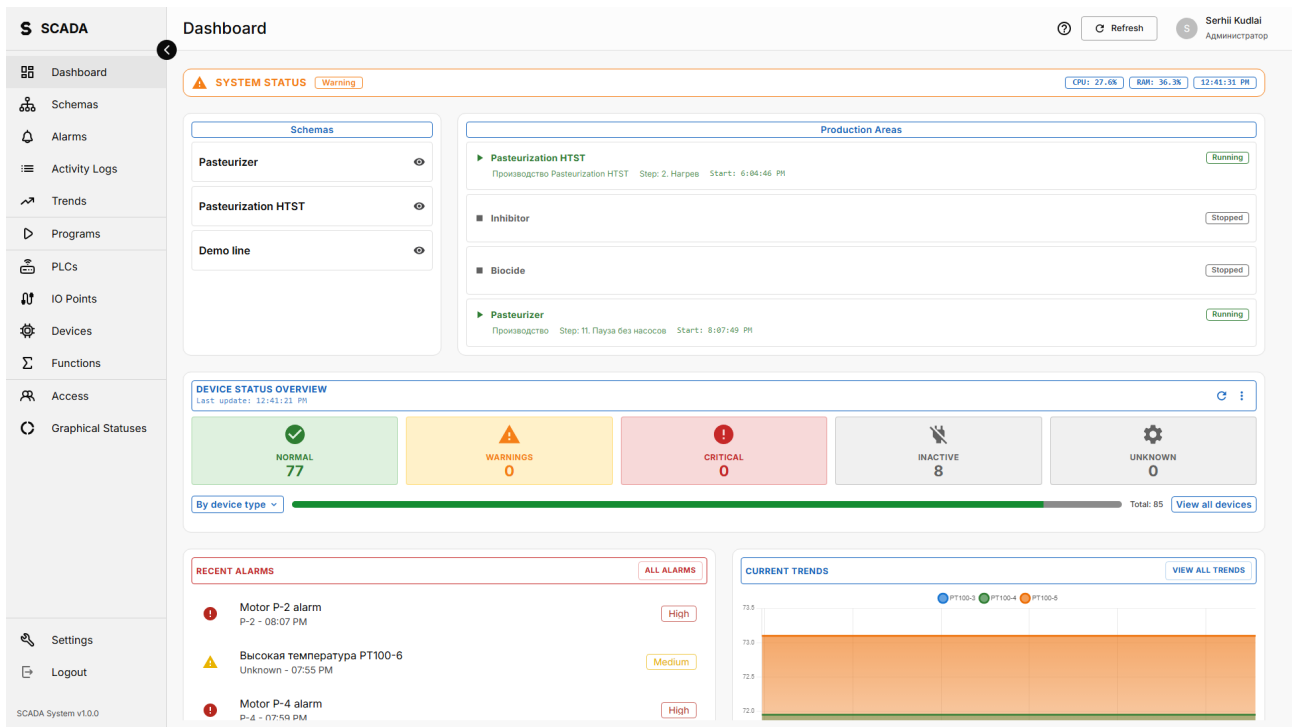 S SCADA
Dashboard
Refresh
S
Serhii Kudlai
Администратор
Dashboard
Schemas
Alarms
Activity Logs
Trends
Programs
PLCs
IO Points
Devices
Functions
Access
Graphical Statuses
Settings
Logout
SCADA System v1.0.0
SYSTEM STATUS Warning
CPU: 27.6% RAM: 36.3% 12:41:31 PM
Schemas
Pasteurizer
Pasteurization HTST
Demo line
Production Areas
Pasteurization HTST Running
Производство Pasteurization HTST Step: 2. Нагрев Start: 6:04:46 PM
Inhibitor Stopped
Biocide Stopped
Pasteurizer Running
Производство Step: 11. Пауза без насосов Start: 8:07:49 PM
DEVICE STATUS OVERVIEW
Last update: 12:41:21 PM
NORMAL
77
WARNINGS
0
CRITICAL
0
INACTIVE
8
UNKNOWN
0
By device type Total: 85 View all devices
RECENT ALARMS ALL ALARMS
Motor P-2 alarm
P-2 - 08:07 PM
High
Высокая температура PT100-6
Unknown - 07:55 PM
Medium
Motor P-4 alarm
P-4 - 07:59 PM
High
CURRENT TRENDS VIEW ALL TRENDS
PT100-3 PT100-4 PT100-5
73.5
73.0
72.5
72.0